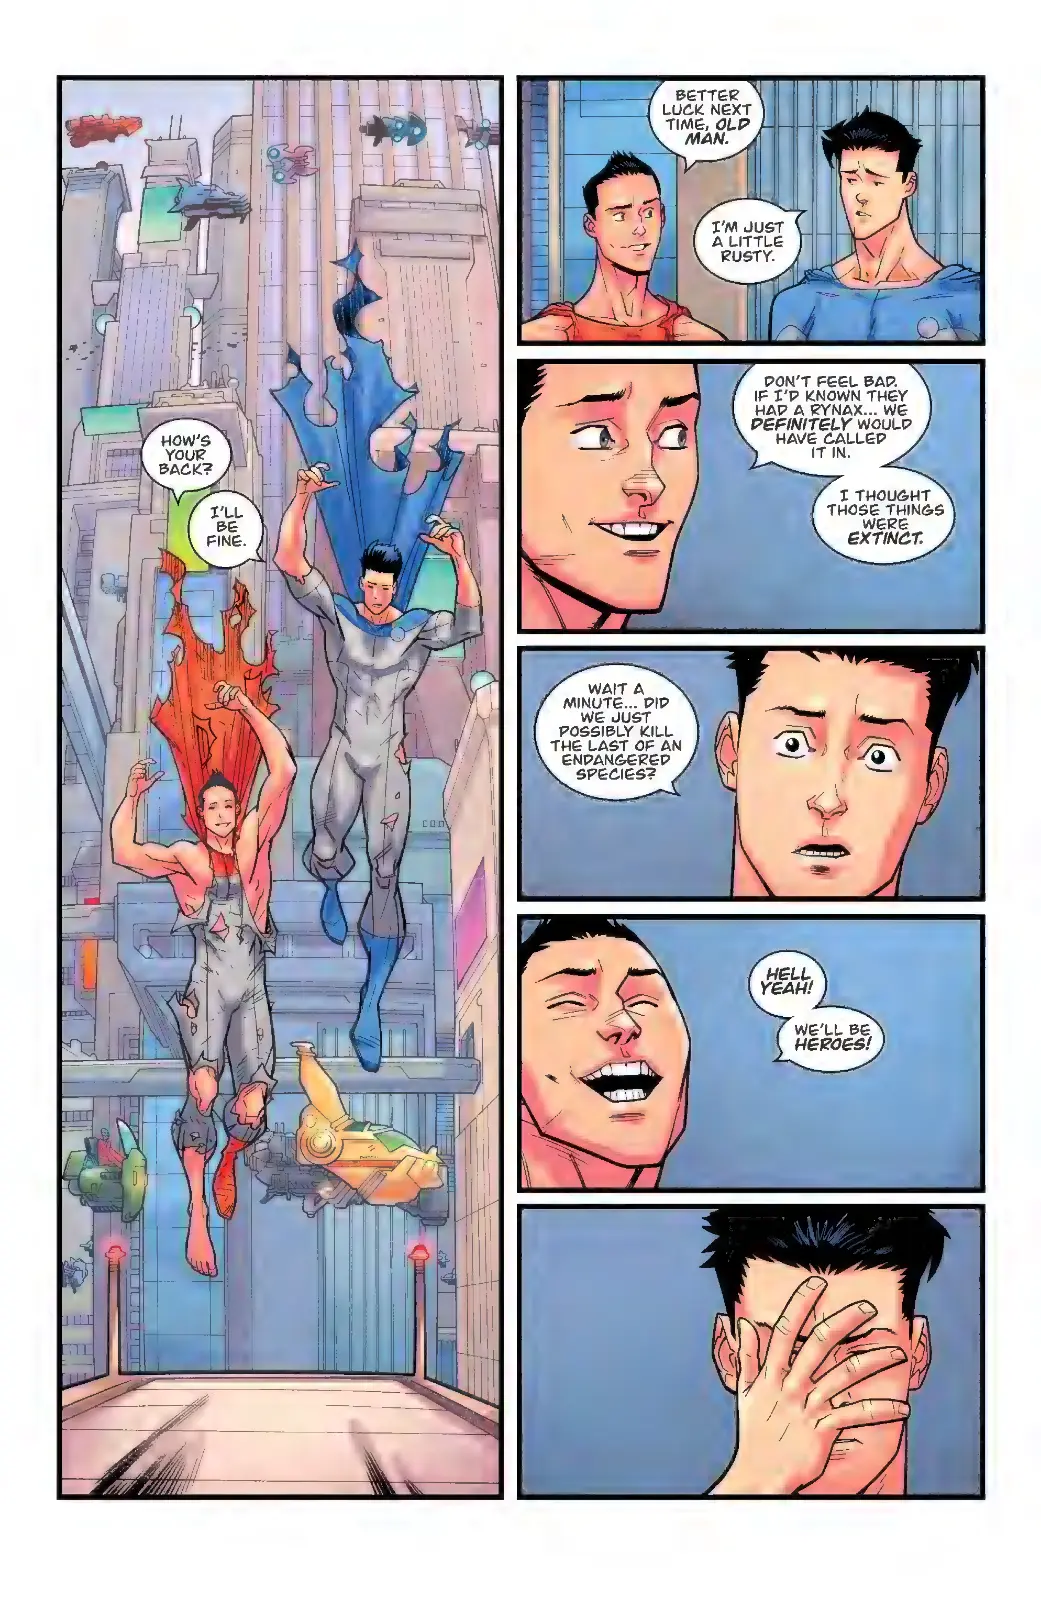 HOW'S
YOUR
BACK?
I'LL
BE
FINE.
BETTER
LUCK NEXT
TIME, OLD
MAN.
I'M JUST
A LITTLE
RUSTY.
DON'T FEEL BAD.
IF I'D KNOWN THEY
HAD A RYNAX... WE
DEFINITELY WOULD
HAVE CALLED
IT IN.
I THOUGHT
THOSE THINGS
WERE
EXTINCT.
WAIT A
MINUTE... DID
WE JUST
POSSIBLY KILL
THE LAST OF AN
ENDANGERED
SPECIES?
HELL
YEAH!
WE'LL BE
HEROES!